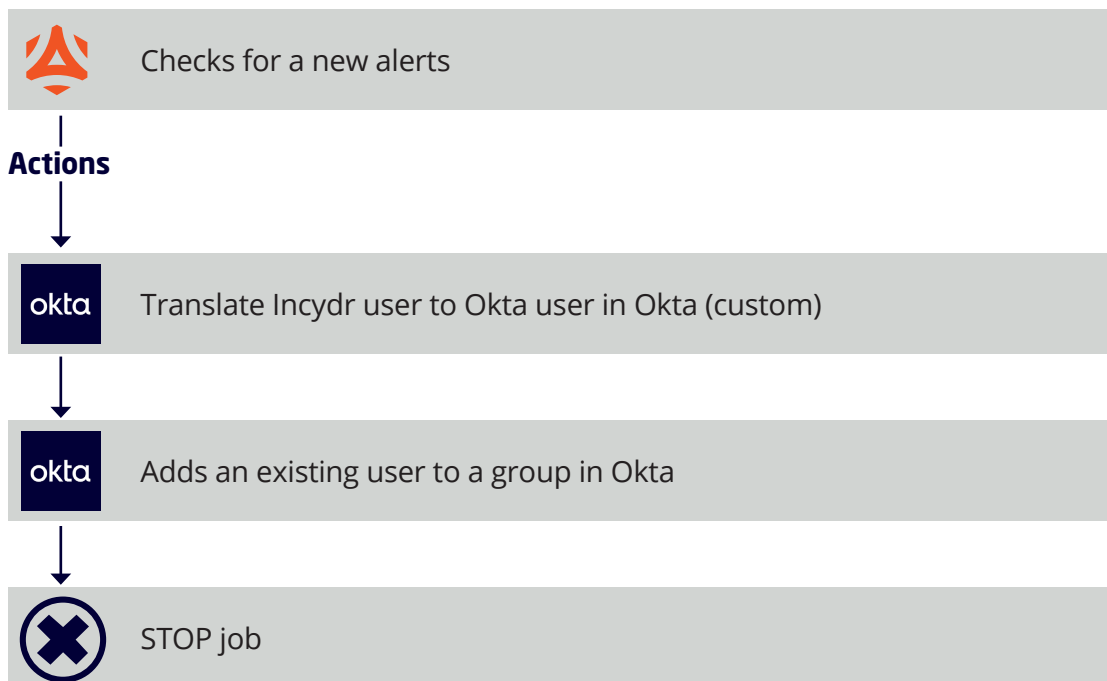 Checks for a new alerts
Actions
okta
Translate Incydr user to Okta user in Okta (custom)
okta
Adds an existing user to a group in Okta
STOP job